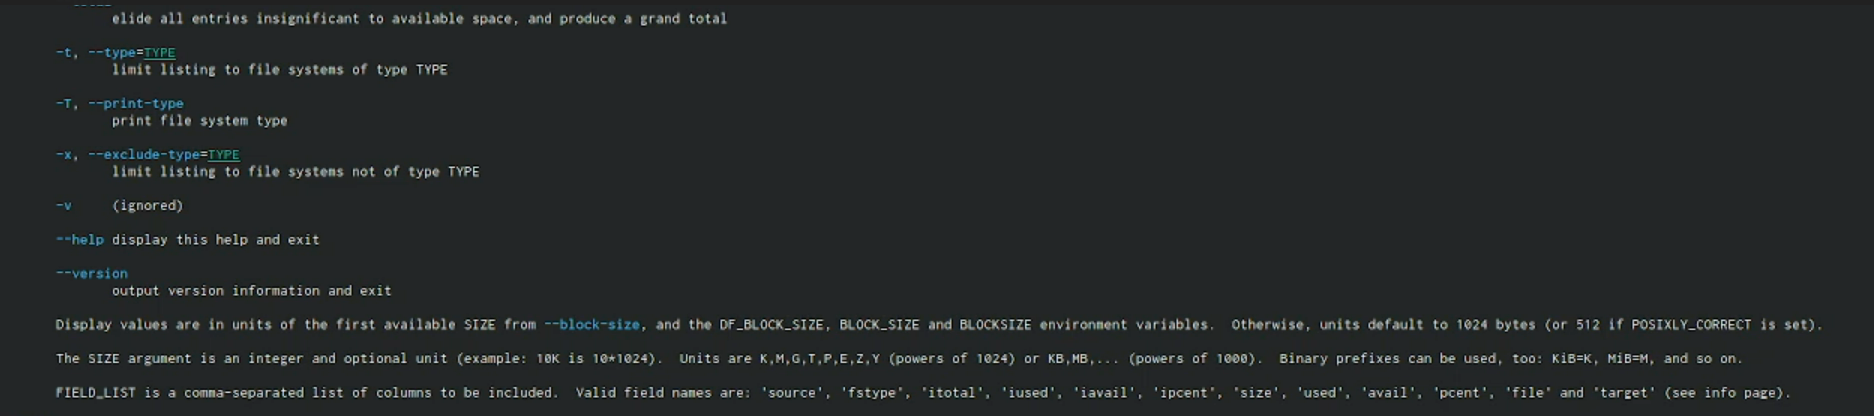 elide all entries insignificant to available space, and produce a grand total
-t, --type=TYPE
limit listing to file systems of type TYPE
-T, --print-type
print file system type
-x, --exclude-type=TYPE
limit listing to file systems not of type TYPE
-v (ignored)
--help display this help and exit
--version
output version information and exit
Display values are in units of the first available SIZE from --block-size, and the DF_BLOCK_SIZE, BLOCK_SIZE and BLOCKSIZE environment variables. Otherwise, units default to 1024 bytes (or 512 if POSIXLY_CORRECT is set).
The SIZE argument is an integer and optional unit (example: 10K is 10*1024). Units are K,M,G,T,P,E,Z,Y (powers of 1024) or KB,MB,... (powers of 1000). Binary prefixes can be used, too: KiB=K, MiB=M, and so on.
FIELD_LIST is a comma-separated list of columns to be included. Valid field names are: 'source', 'fstype', 'itotal', 'iused', 'iavail', 'ipcent', 'size', 'used', 'avail', 'pcent', 'file' and 'target' (see info page).